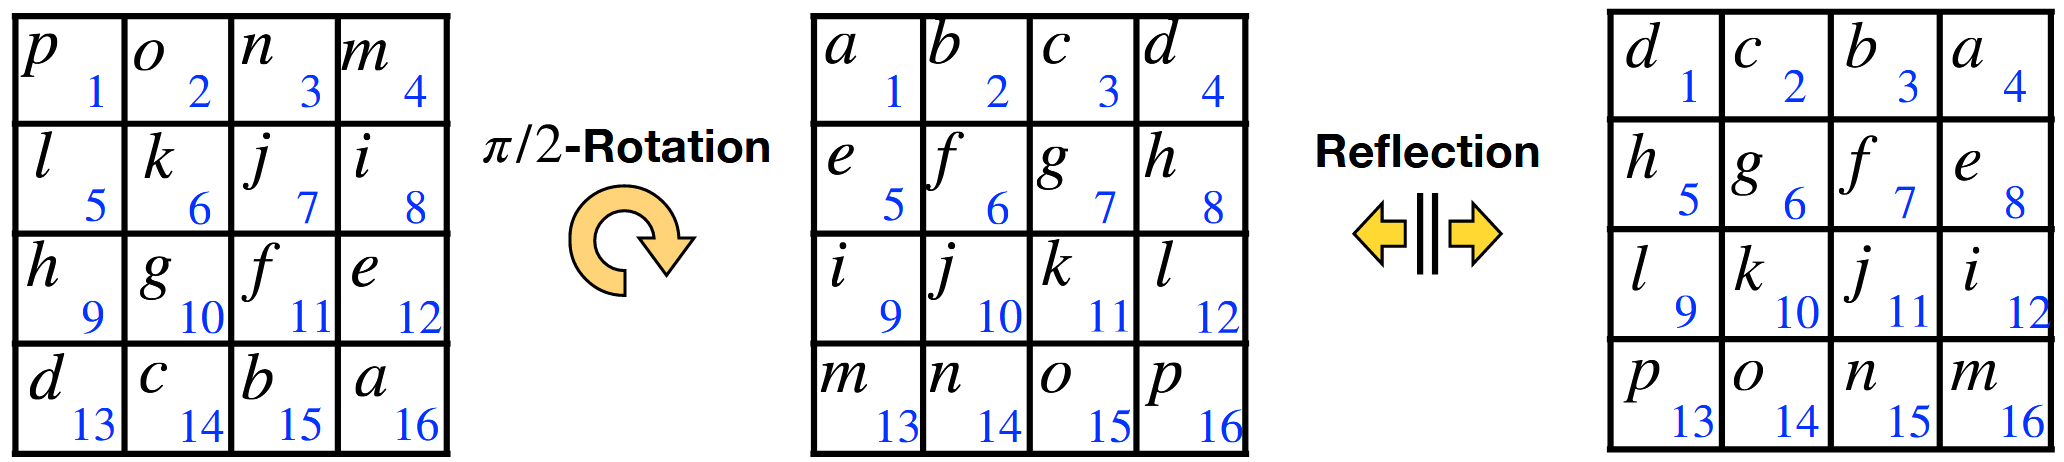 p 1 o 2 n 3 m 4
l 5 k 6 j 7 i 8
h 9 g 10 f 11 e 12
d 13 c 14 b 15 a 16
π/2-Rotation
a 1 b 2 c 3 d 4
e 5 f 6 g 7 h 8
i 9 j 10 k 11 l 12
m 13 n 14 o 15 p 16
Reflection
d 1 c 2 b 3 a 4
h 5 g 6 f 7 e 8
l 9 k 10 j 11 i 12
p 13 o 14 n 15 m 16